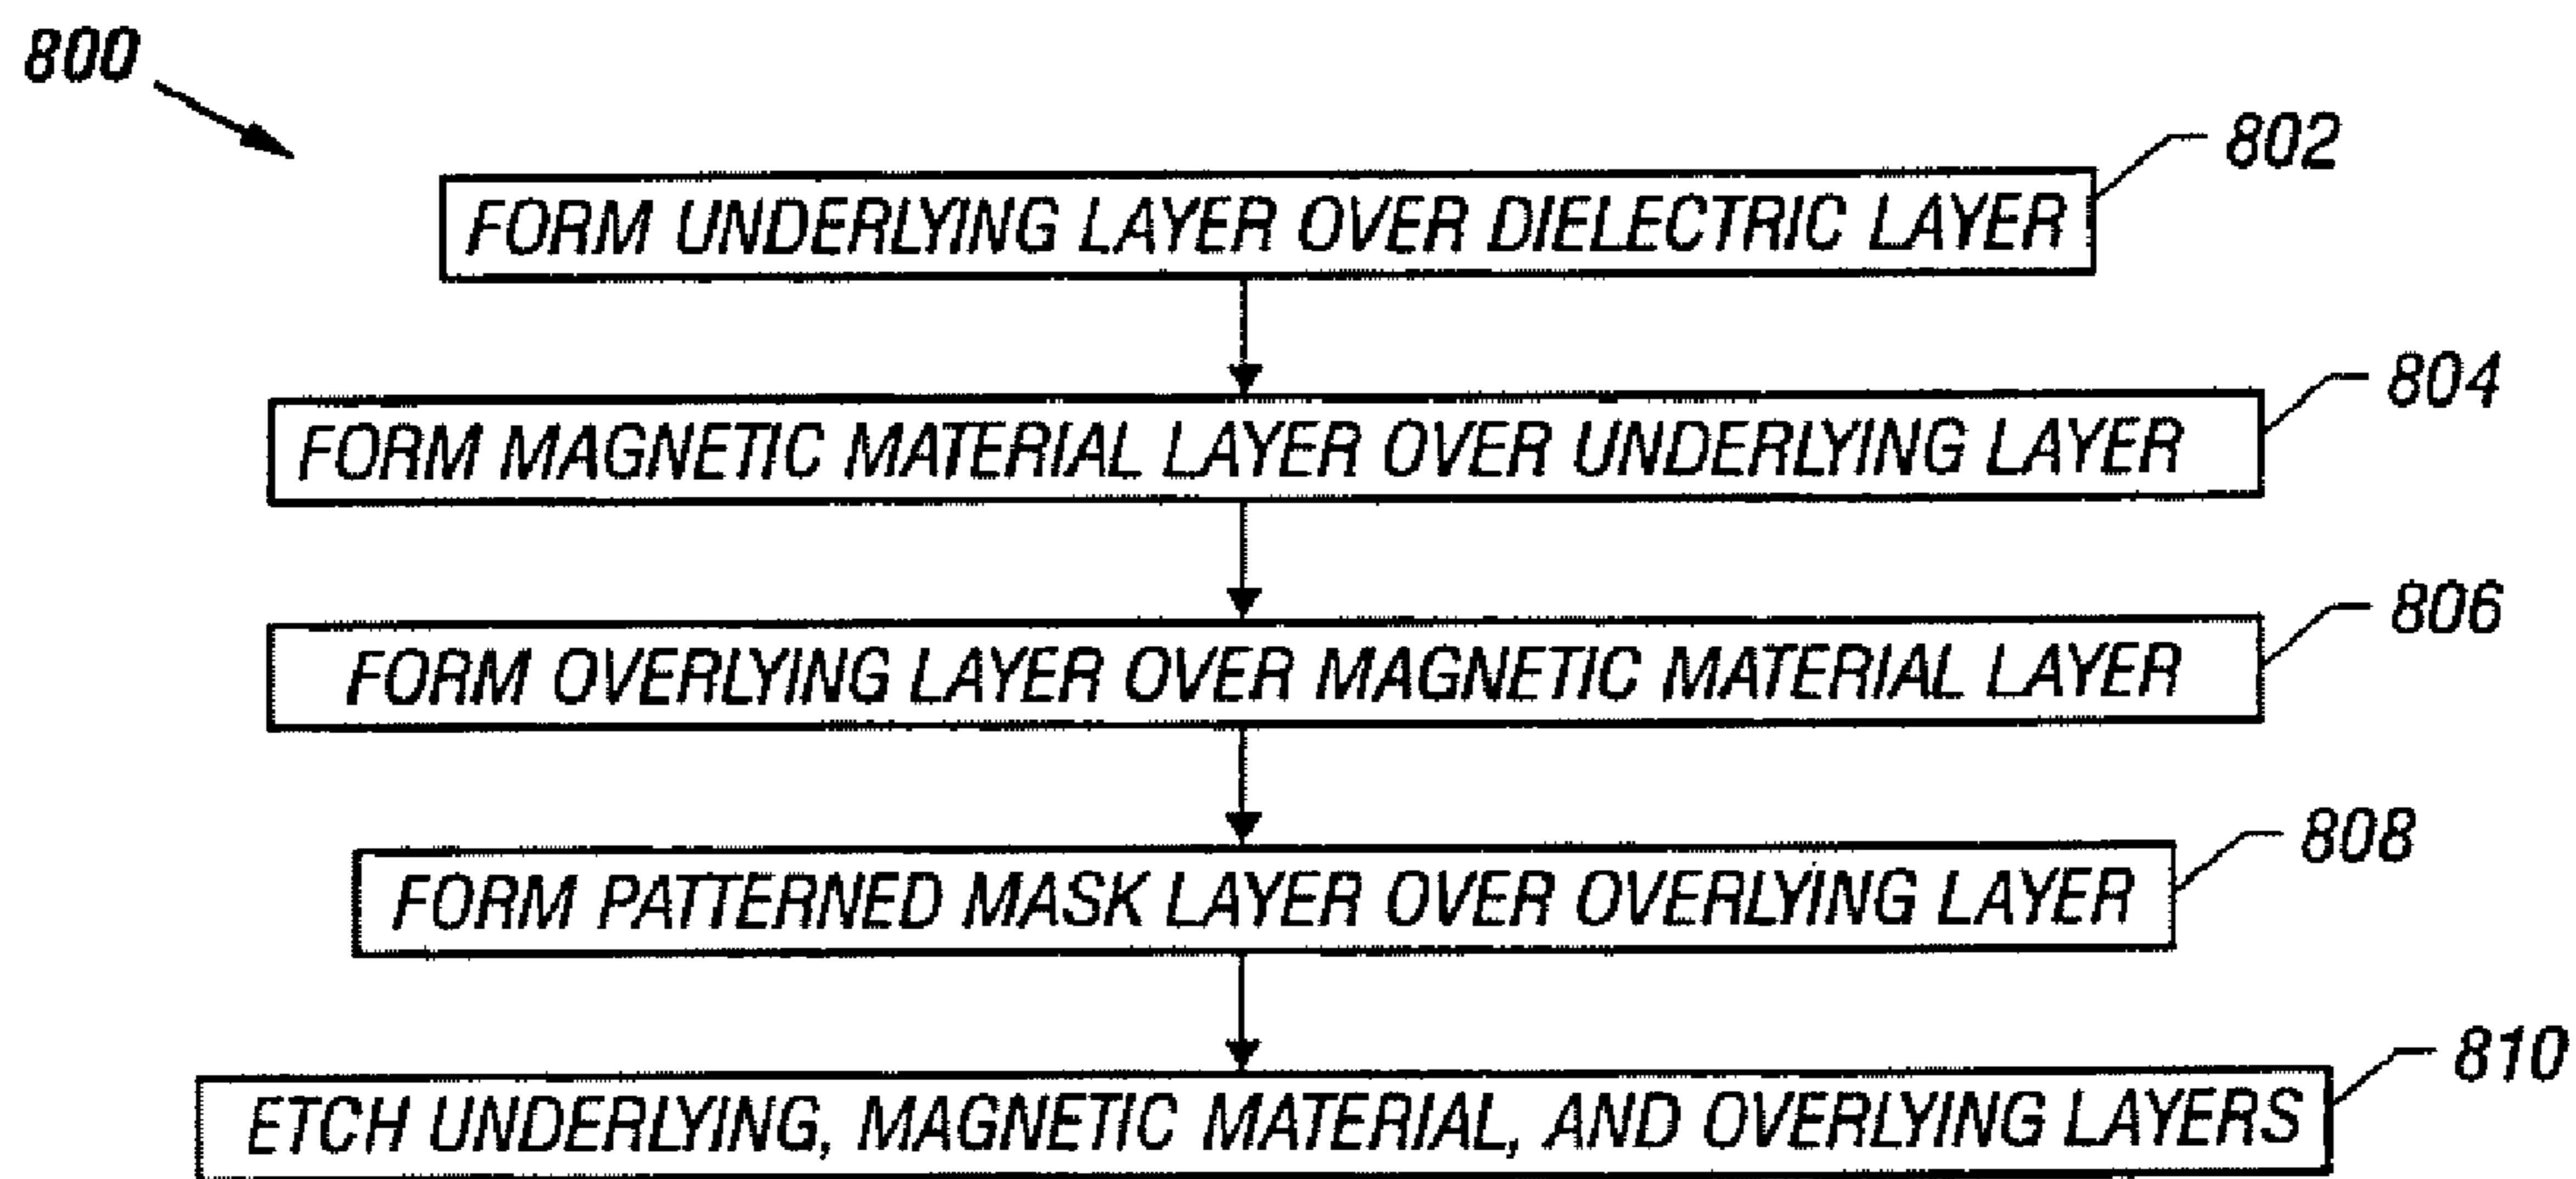 800
802
FORM UNDERLYING LAYER OVER DIELECTRIC LAYER
804
FORM MAGNETIC MATERIAL LAYER OVER UNDERLYING LAYER
806
FORM OVERLYING LAYER OVER MAGNETIC MATERIAL LAYER
808
FORM PATTERNED MASK LAYER OVER OVERLYING LAYER
810
ETCH UNDERLYING, MAGNETIC MATERIAL, AND OVERLYING LAYERS